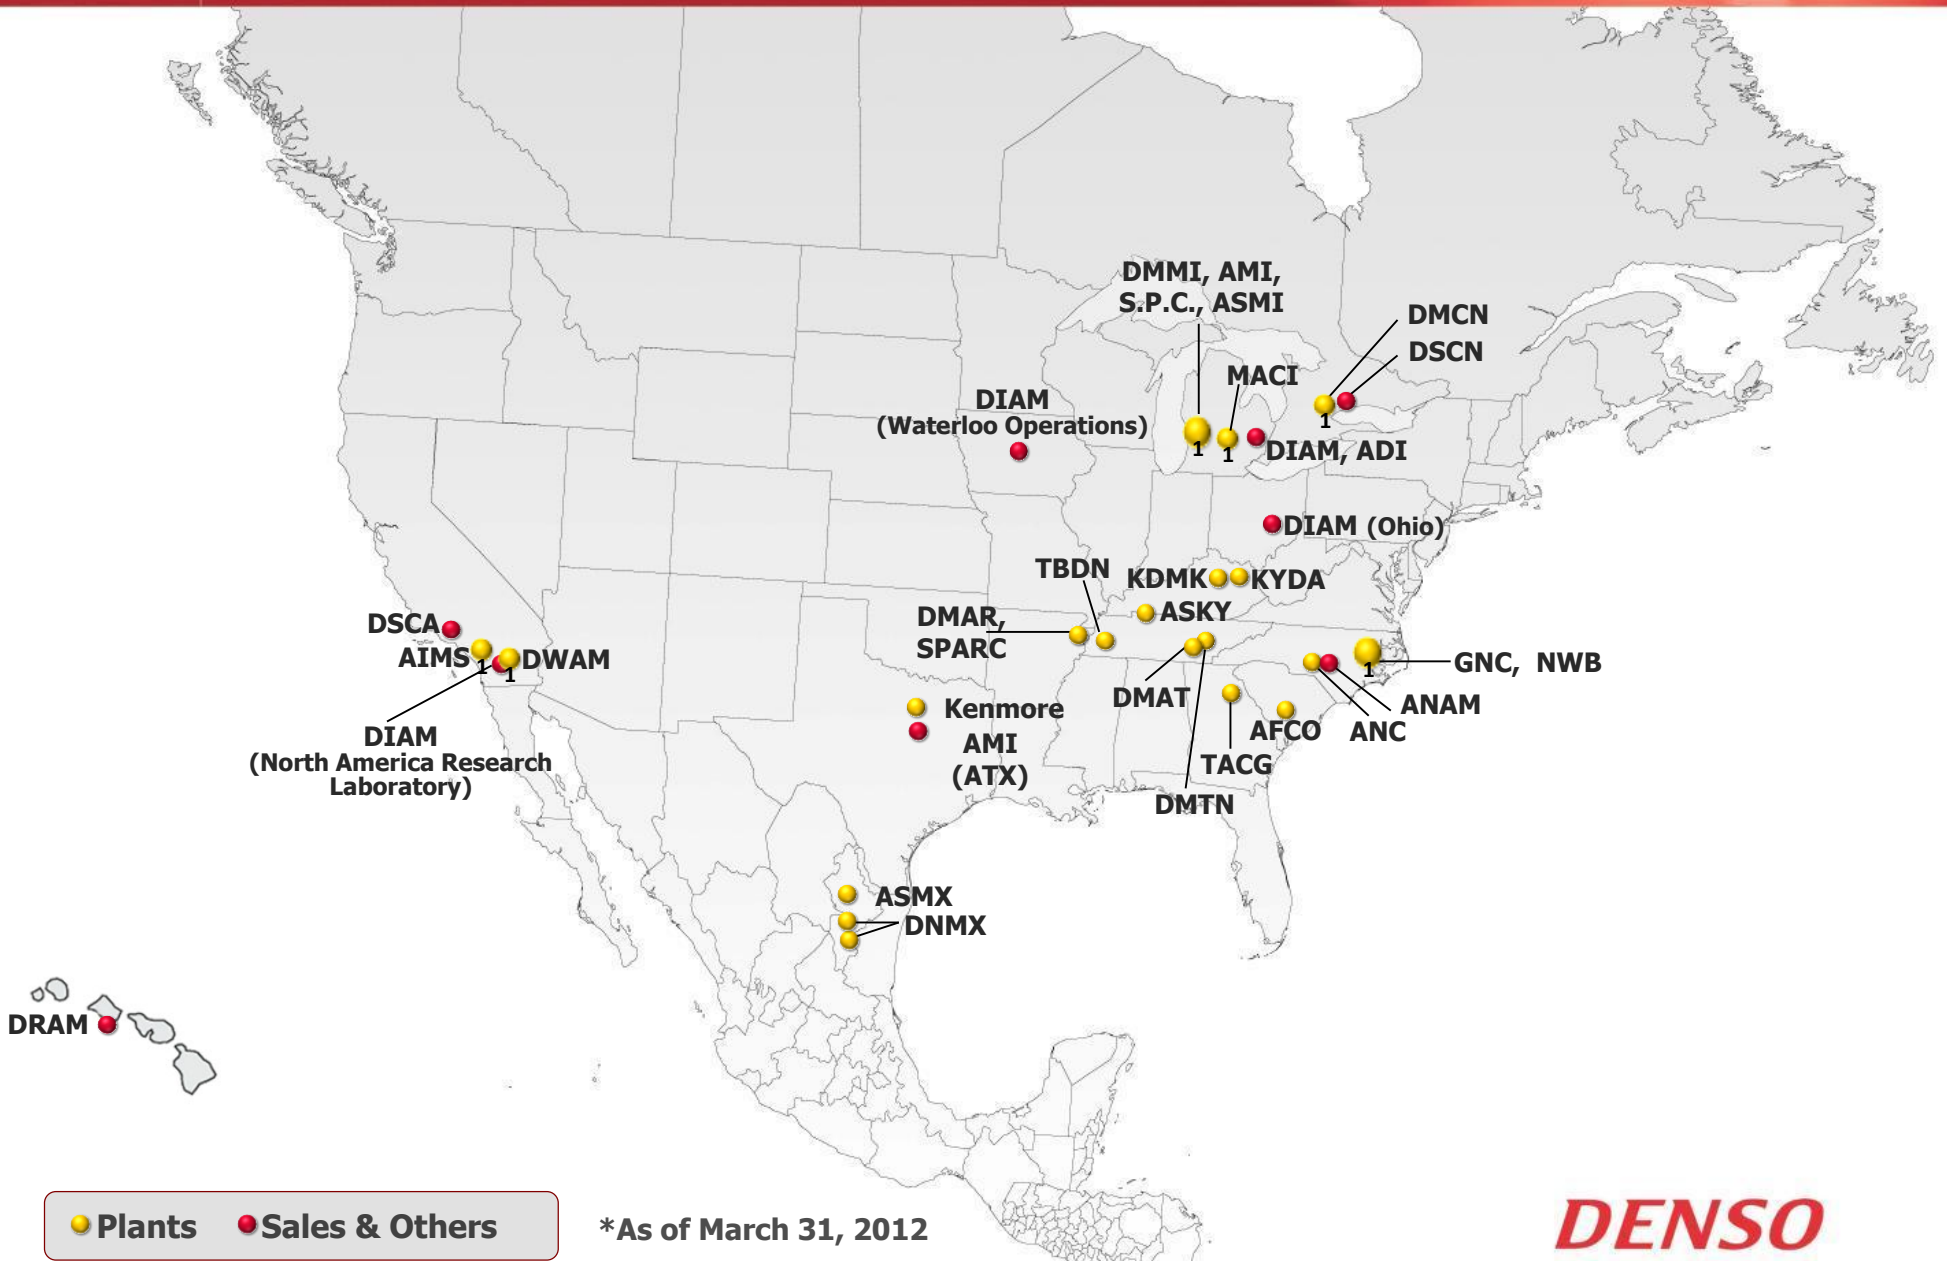 DMMI, AMI,
S.P.C., ASMI
DMCN
DSCN
MACI
DIAM
(Waterloo Operations)
1
1
1
DIAM, ADI
DIAM (Ohio)
TBDN
KDMK
KYDA
ASKY
DMAR,
SPARC
DSCA
AIMS
1
DWAM
1
GNC, NWB
1
DMAT
ANAM
AFCO
ANC
Kenmore
AMI
(ATX)
DIAM
(North America Research
Laboratory)
TACG
DMTN
ASMX
DNMX
DRAM
Plants
Sales & Others
*As of March 31, 2012
DENSO